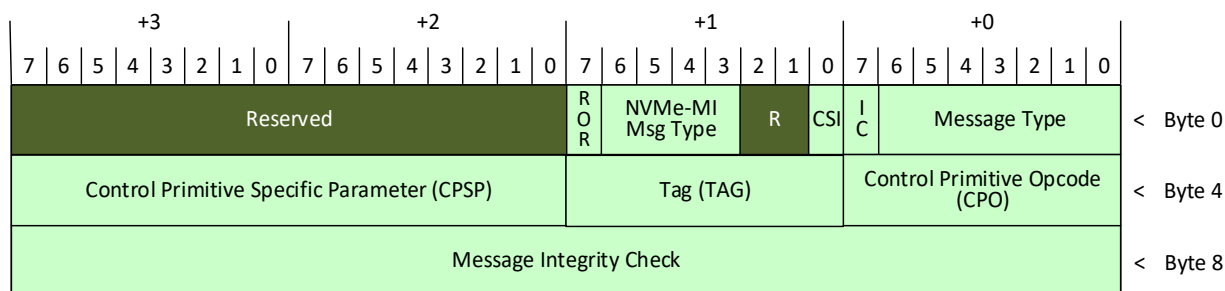 +3 +2 +1 +0
7 6 5 4 3 2 1 0 7 6 5 4 3 2 1 0 7 6 5 4 3 2 1 0 7 6 5 4 3 2 1 0
Reserved
R
O
R
NVMe-MI
Msg Type
R
CSI
I
C
Message Type
< Byte 0
Control Primitive Specific Parameter (CPSP)
Tag (TAG)
Control Primitive Opcode
(CPO)
< Byte 4
Message Integrity Check
< Byte 8